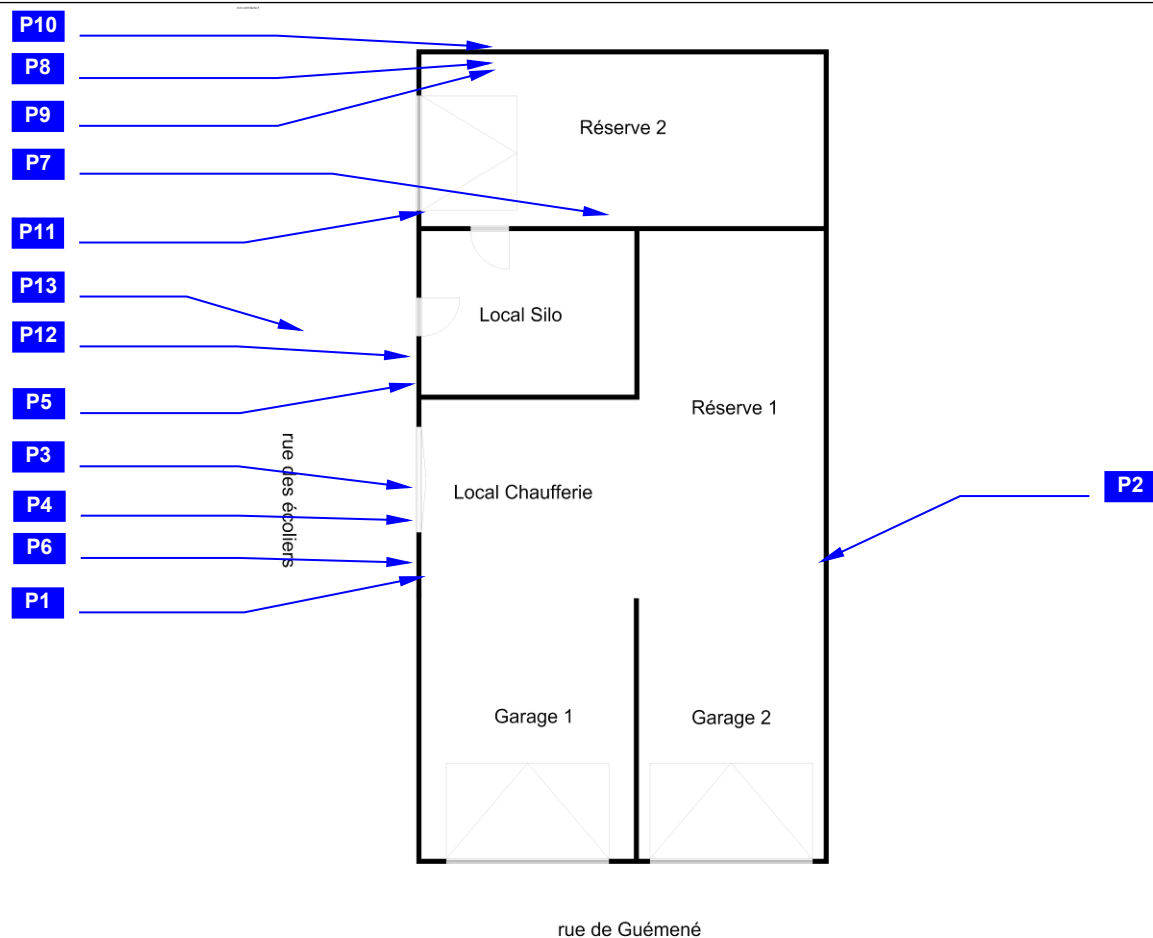 P10
P8
P9
P7
P11
P13
P12
P5
P3
P4
P6
P1
P2
Réserve 2
Local Silo
Réserve 1
Local Chaufferie
rue des écoliers
Garage 1
Garage 2
rue de Guémené